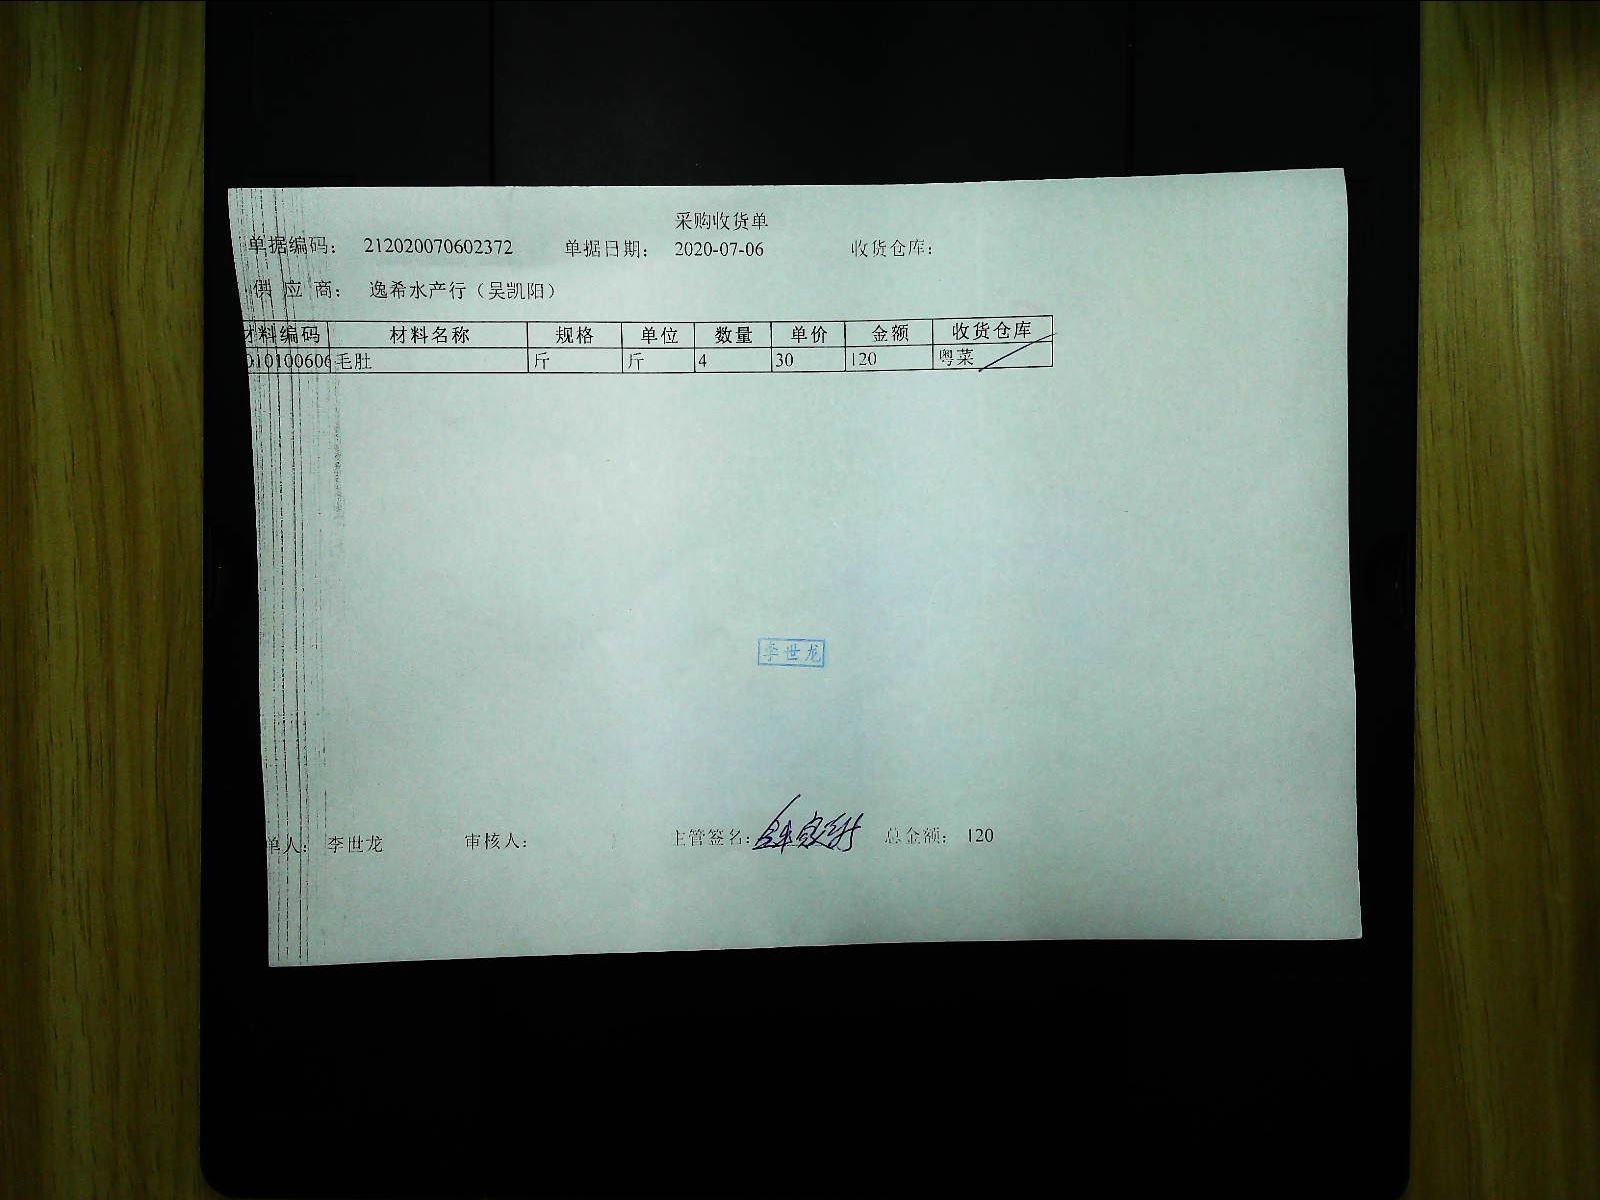 采购收货单
单据编码： 212020070602372 单据日期： 2020-07-06 收货仓库：
供 应 商： 逸希水产行（吴凯阳）
材料编码 材料名称 规格 单位 数量 单价 金额 收货仓库
010100606 毛肚 斤 斤 4 30 120 粤菜
李世龙
单人： 李世龙 审核人： 主管签名： 总金额： 120